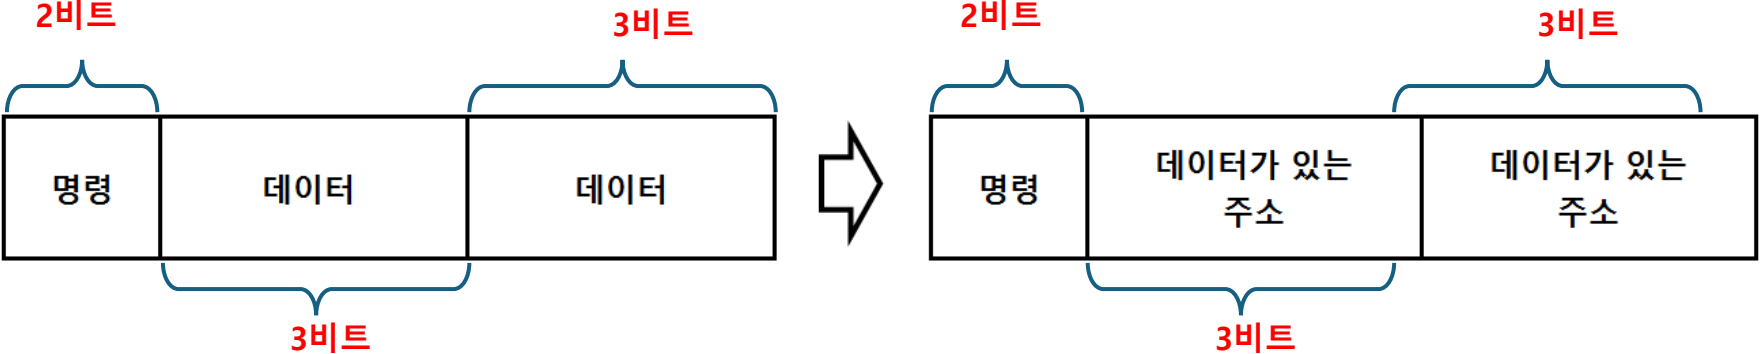 2비트
3비트
명령
데이터
데이터
3비트
2비트
3비트
명령
데이터가 있는
주소
데이터가 있는
주소
3비트